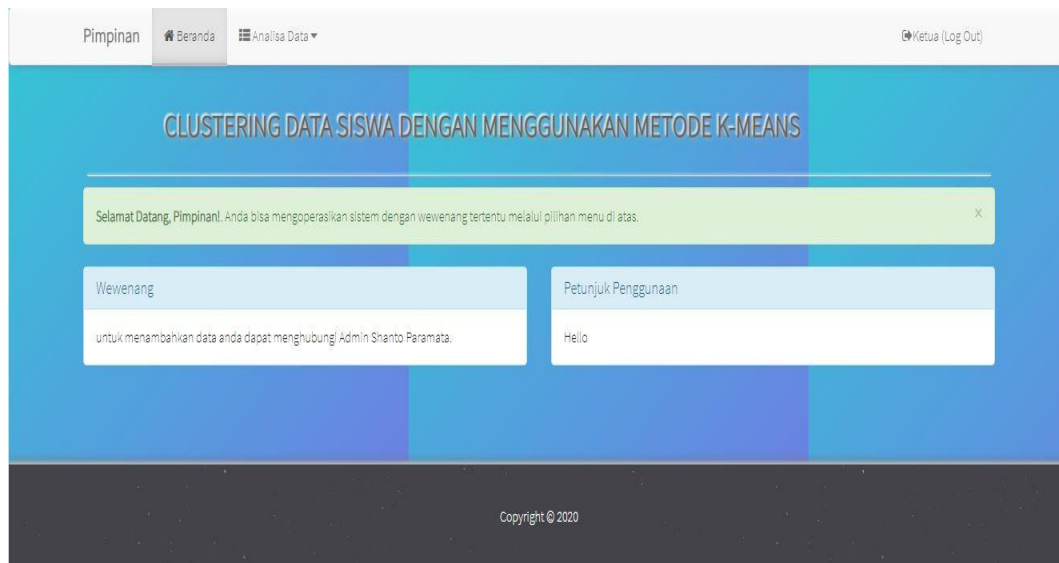 Pimpinan Beranda Analisa Data Ketua (Log Out)
CLUSTERING DATA SISWA DENGAN MENGGUNAKAN METODE K-MEANS
Selamat Datang, Pimpinan!. Anda bisa mengoperasikan sistem dengan wewenang tertentu melalui pilihan menu di atas. x
Wewenang
untuk menambahkan data anda dapat menghubungi Admin Shanto Paramata.
Petunjuk Penggunaan
Hello
Copyright © 2020